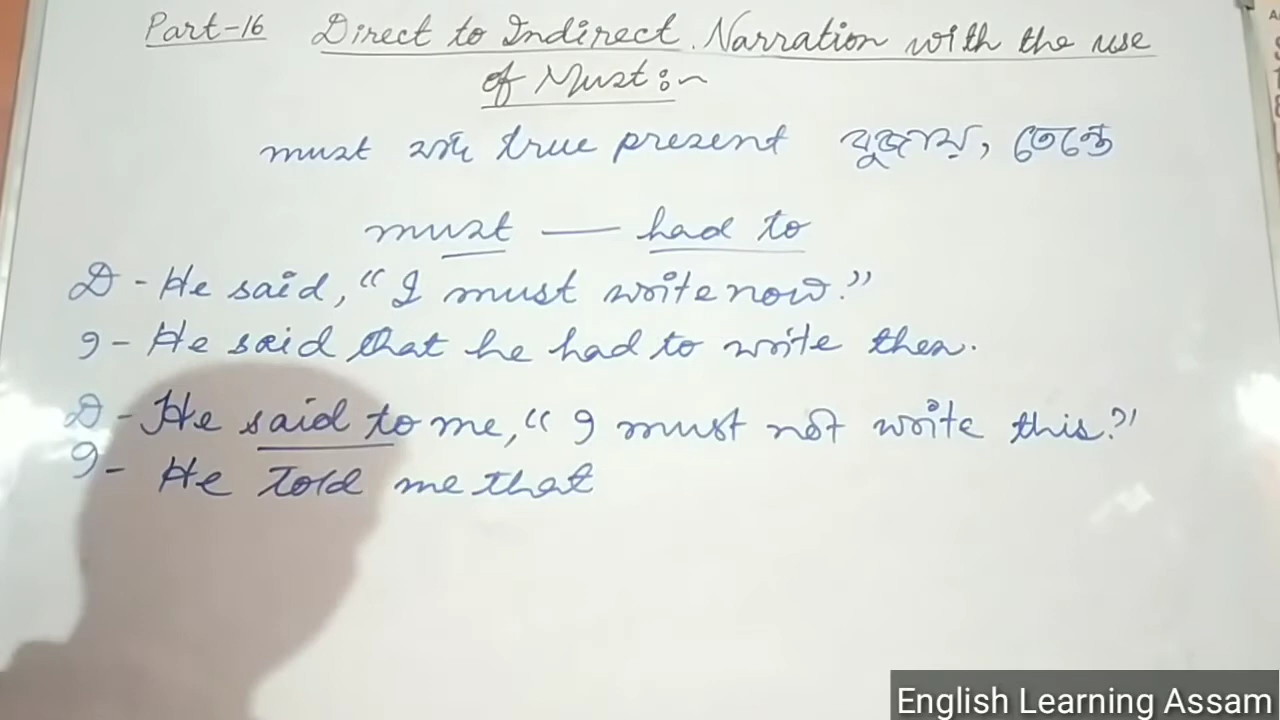 Part-16 Direct to Indirect Narration with the use
of Must:~
must যদি true present বুজায়, তেন্তে
must — had to
D - He said, “I must write now.”
I - He said that he had to write then.
D - He said to me, “I must not write this.”
I - He told me that
English Learning Assam